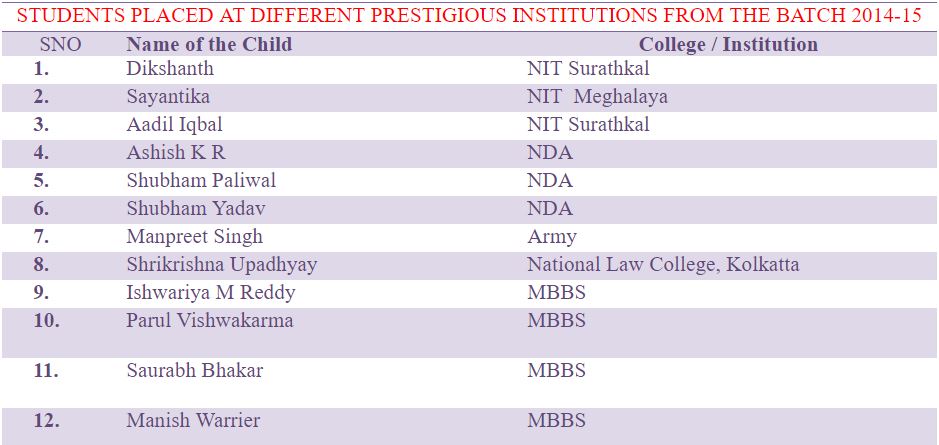 STUDENTS PLACED AT DIFFERENT PRESTIGIOUS INSTITUTIONS FROM THE BATCH 2014-15
SNO Name of the Child College / Institution
1. Dikshanth NIT Surathkal
2. Sayantika NIT Meghalaya
3. Aadil Iqbal NIT Surathkal
4. Ashish K R NDA
5. Shubham Paliwal NDA
6. Shubham Yadav NDA
7. Manpreet Singh Army
8. Shrikrishna Upadhyay National Law College, Kolkatta
9. Ishwariya M Reddy MBBS
10. Parul Vishwakarma MBBS
11. Saurabh Bhakar MBBS
12. Manish Warrier MBBS